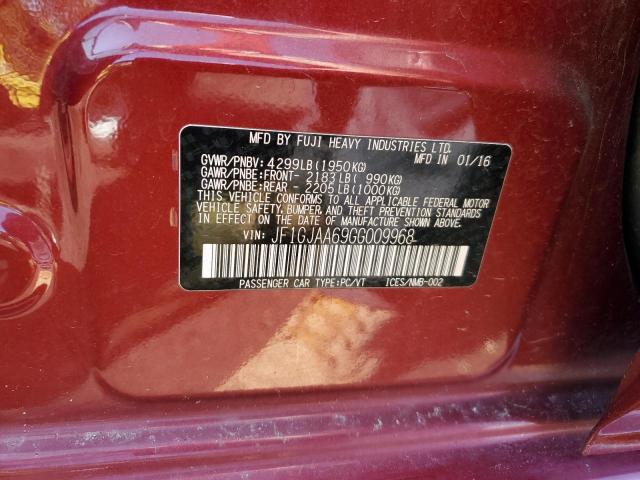 MFD BY FUJI HEAVY INDUSTRIES LTD.
MFD IN 01/16
GVWR/PNBV: 4299LB(1950KG)
GAWR/PNBE:FRONT- 2183LB( 990KG)
GAWR/PNBE:REAR - 2205LB(1000KG)
THIS VEHICLE CONFORMS TO ALL APPLICABLE FEDERAL MOTOR
VEHICLE SAFETY, BUMPER, AND THEFT PREVENTION STANDARDS
IN EFFECT ON THE DATE OF MANUFACTURE SHOWN ABOVE.
VIN: JF1GJAA69GG009968
PASSENGER CAR TYPE:PC/VT ICES/NMB-002